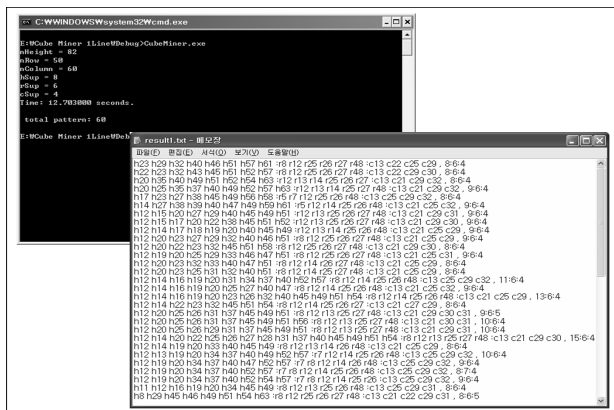 C:₩WINDOWS₩system32₩cmd.exe
E:₩Cube Miner 1Line₩Debug>CubeMiner.exe
nHeight = 82
nRow = 50
nColumn = 60
hSup = 8
rSup = 6
cSup = 4
Time: 12.703000 seconds.
total pattern: 60
E:₩Cube Miner 1Line₩Deb
result1.txt - 메모장
파일(F) 편집(E) 서식(O) 보기(V) 도움말(H)
h23 h29 h32 h40 h46 h51 h57 h61 :r8 r12 r25 r26 r27 r48 :c13 c22 c25 c29 , 8:6:4
h22 h23 h32 h43 h45 h51 h52 h57 :r8 r12 r13 r25 r27 r48 :c13 c22 c29 c30 , 8:6:4
h20 h35 h40 h49 h51 h52 h54 h63 :r12 r13 r14 r25 r26 r27 :c13 c21 c29 c32 , 8:6:4
h20 h25 h35 h37 h40 h49 h52 h57 h63 :r12 r13 r14 r25 r27 r48 :c13 c21 c29 c32 , 9:6:4
h17 h23 h27 h38 h45 h49 h56 h58 :r5 r7 r12 r25 r26 r48 :c13 c25 c29 c32 , 8:6:4
h14 h27 h38 h39 h40 h47 h49 h59 h61 :r5 r12 r14 r25 r26 r48 :c13 c21 c25 c32 , 9:6:4
h12 h15 h20 h27 h29 h40 h45 h49 h51 :r12 r13 r25 r26 r27 r48 :c13 c21 c29 c31 , 9:6:4
h12 h15 h17 h20 h22 h38 h45 h51 h52 :r12 r13 r25 r26 r27 r48 :c13 c21 c29 c30 , 9:6:4
h12 h14 h17 h18 h19 h20 h40 h45 h49 :r12 r13 r14 r25 r26 r48 :c13 c21 c25 c29 , 9:6:4
h12 h20 h23 h27 h29 h32 h40 h46 h51 :r8 r12 r25 r26 r27 r48 :c13 c21 c25 c29 , 9:6:4
h12 h20 h22 h23 h32 h45 h51 h58 :r8 r12 r25 r26 r27 r48 :c13 c21 c29 c30 , 8:6:4
h12 h19 h20 h25 h29 h33 h46 h47 h51 :r8 r12 r25 r26 r27 r48 :c13 c21 c25 c31 , 9:6:4
h12 h20 h23 h32 h33 h40 h47 h51 :r8 r12 r14 r25 r26 r27 r48 :c13 c21 c25 c29 , 8:6:4
h12 h20 h23 h25 h31 h32 h40 h51 :r8 r12 r14 r25 r27 r48 :c13 c21 c25 c29 , 8:6:4
h12 h14 h16 h19 h20 h31 h34 h37 h40 h52 h57 :r8 r12 r14 r25 r26 r48 :c13 c25 c29 c32 , 11:6:4
h12 h14 h16 h19 h20 h25 h27 h40 h47 :r8 r12 r14 r25 r26 r48 :c13 c21 c25 c32 , 9:6:4
h12 h14 h16 h19 h20 h23 h26 h32 h40 h45 h49 h51 h54 :r8 r12 r14 r25 r26 r48 :c13 c21 c25 c29 , 13:6:4
h12 h14 h22 h23 h32 h45 h51 h54 :r8 r12 r14 r25 r26 r27 r48 :c13 c21 c27 c29 , 8:6:4
h12 h20 h25 h26 h31 h37 h45 h49 h51 :r8 r12 r25 r26 r27 r48 :c13 c21 c29 c30 c31 , 9:6:5
h12 h20 h25 h26 h31 h37 h45 h49 h51 h56 :r8 r12 r13 r25 r27 r48 :c13 c21 c30 c31 , 10:6:4
h12 h20 h25 h26 h29 h31 h37 h45 h49 h51 :r8 r12 r13 r25 r26 r27 r48 :c13 c21 c29 c31 , 10:6:4
h12 h14 h20 h22 h25 h26 h27 h28 h31 h37 h40 h45 h49 h51 h54 :r8 r12 r13 r25 r27 r48 :c13 c21 c29 c30 , 15:6:4
h12 h14 h19 h20 h33 h40 h45 h49 :r8 r12 r13 r14 r26 r48 :c13 c21 c25 c29 , 8:6:4
h12 h13 h19 h20 h34 h37 h40 h49 h52 h57 :r7 r12 r14 r25 r26 r48 :c13 c25 c29 c32 , 10:6:4
h12 h19 h20 h34 h37 h40 h46 h49 h52 :r7 r8 r12 r14 r26 r48 :c13 c25 c29 c32 , 9:6:4
h12 h19 h20 h34 h37 h40 h52 h57 :r7 r8 r12 r14 r25 r26 r48 :c13 c25 c29 c32 , 8:7:4
h12 h19 h20 h34 h37 h40 h52 h54 h57 :r7 r8 r12 r14 r25 r26 :c13 c25 c29 c32 , 9:6:4
h11 h12 h16 h19 h20 h34 h45 h49 :r8 r12 r13 r25 r26 r48 :c13 c21 c25 c29 c31 , 8:6:5
h8 h29 h45 h46 h49 h51 h54 h63 :r8 r12 r13 r25 r26 r27 :c13 c21 c22 c29 c31 , 8:6:5